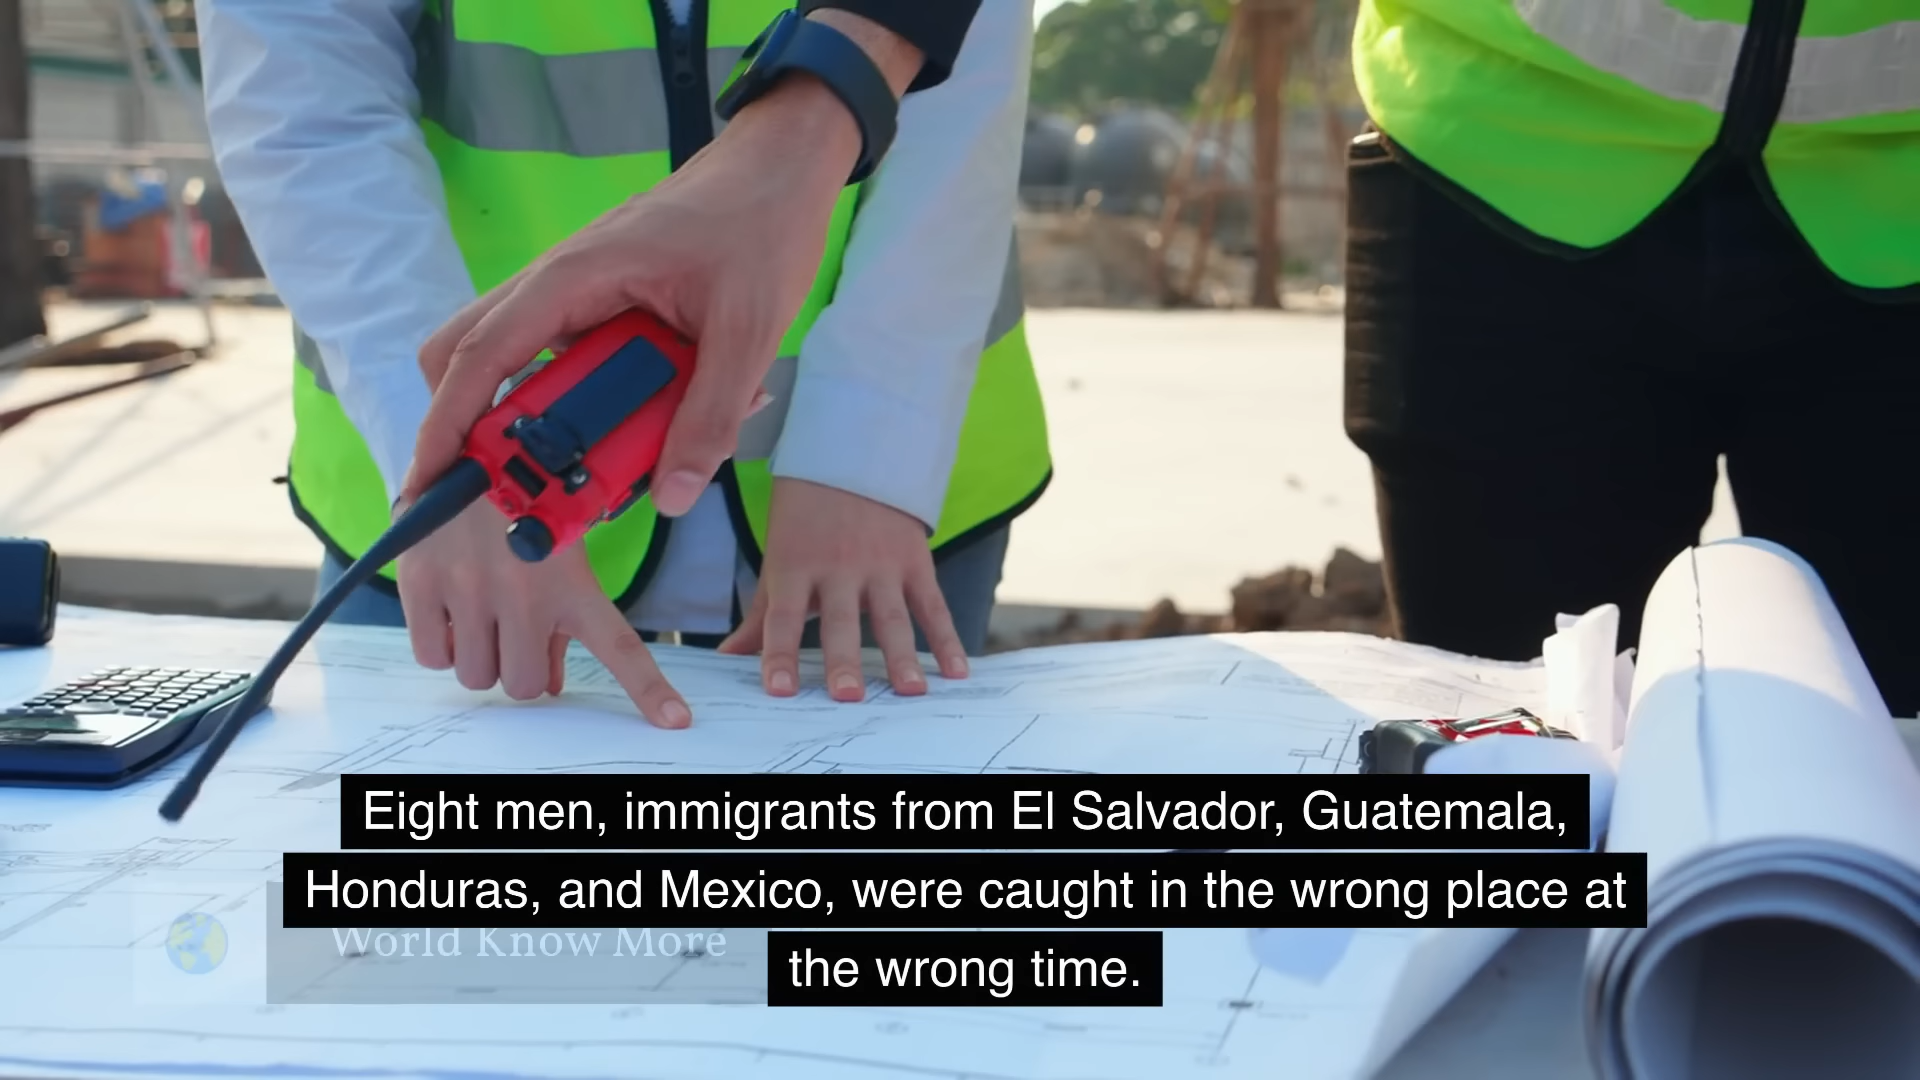 Eight men, immigrants from El Salvador, Guatemala,
Honduras, and Mexico, were caught in the wrong place at
the wrong time.
World Know More